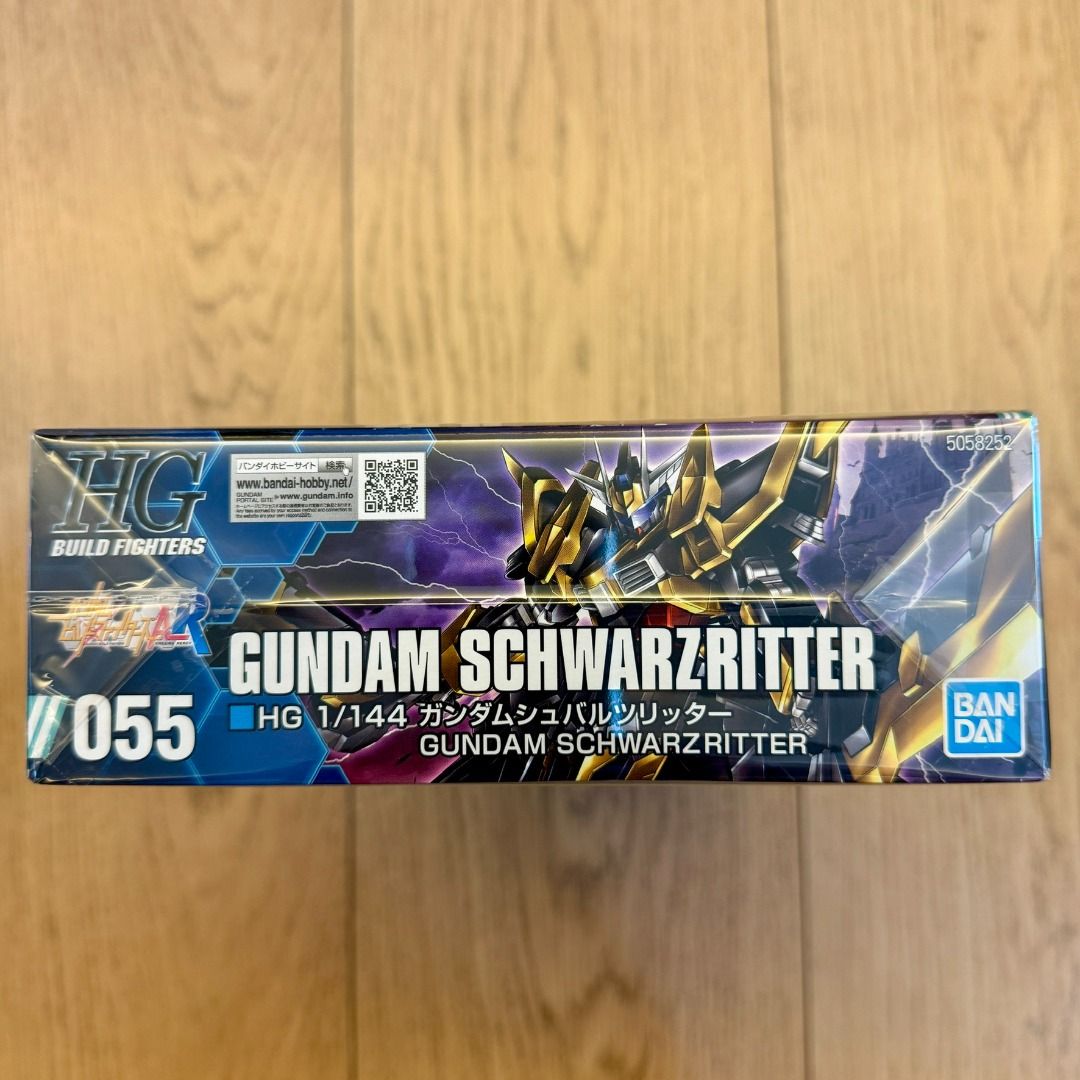 HG
BUILD FIGHTERS
055
バンダイホビーサイト 検索
www.bandai-hobby.net/
GUNDAM
PORTAL SITE www.gundam.info
5058252
GUNDAM SCHWARZRITTER
HG 1/144 ガンダムシュバルツリッター
GUNDAM SCHWARZRITTER
BAN
DAI